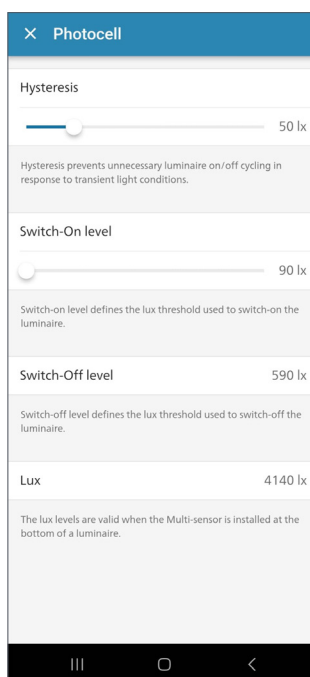 Photocell
Hysteresis
50 lx
Hysteresis prevents unnecessary luminaire on/off cycling in
response to transient light conditions.
Switch-On level
90 lx
Switch-on level defines the lux threshold used to switch-on the
luminaire.
Switch-Off level 590 lx
Switch-off level defines the lux threshold used to switch-off the
luminaire.
Lux 4140 lx
The lux levels are valid when the Multi-sensor is installed at the
bottom of a luminaire.